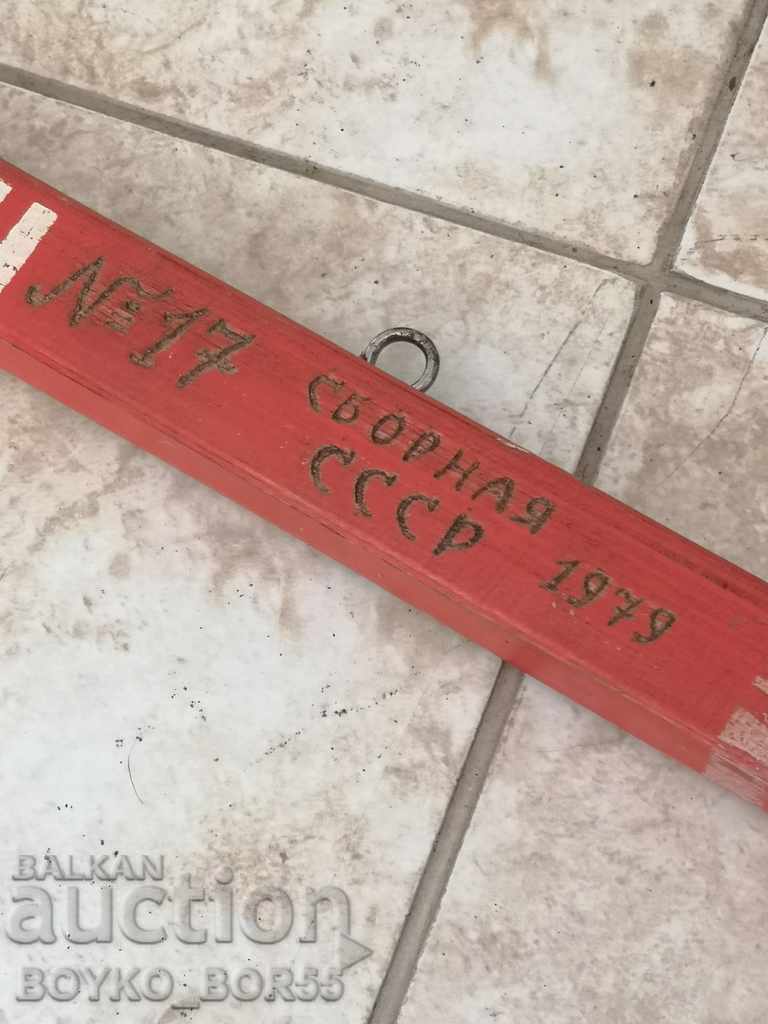 №17
СБОРНАЯ
СССР 1979
BALKAN
auction
BOYKO_BOR55